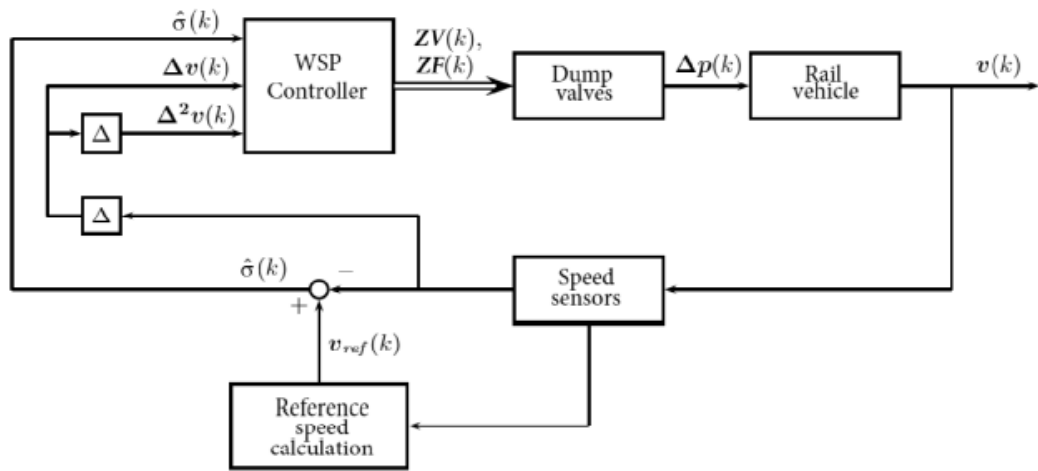 σ̂(k)
Δv(k)
Δ²v(k)
Δ
Δ
WSP
Controller
ZV(k),
ZF(k)
Dump
valves
Δp(k)
Rail
vehicle
v(k)
σ̂(k)
−
+
Speed
sensors
v_ref(k)
Reference
speed
calculation